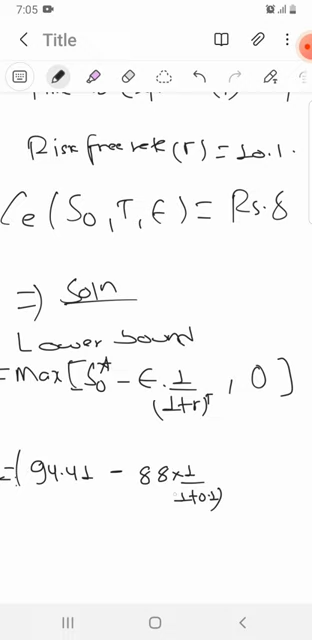 7:05
Title
Risk free rate (r) = 10.1.
Ce (S0, T, E) = Rs. 8
=> Soln
Lower bound
= Max [S0* - E. 1/(1+r)^T , 0]
= (94.41 - 88 × 1/1+0.1)